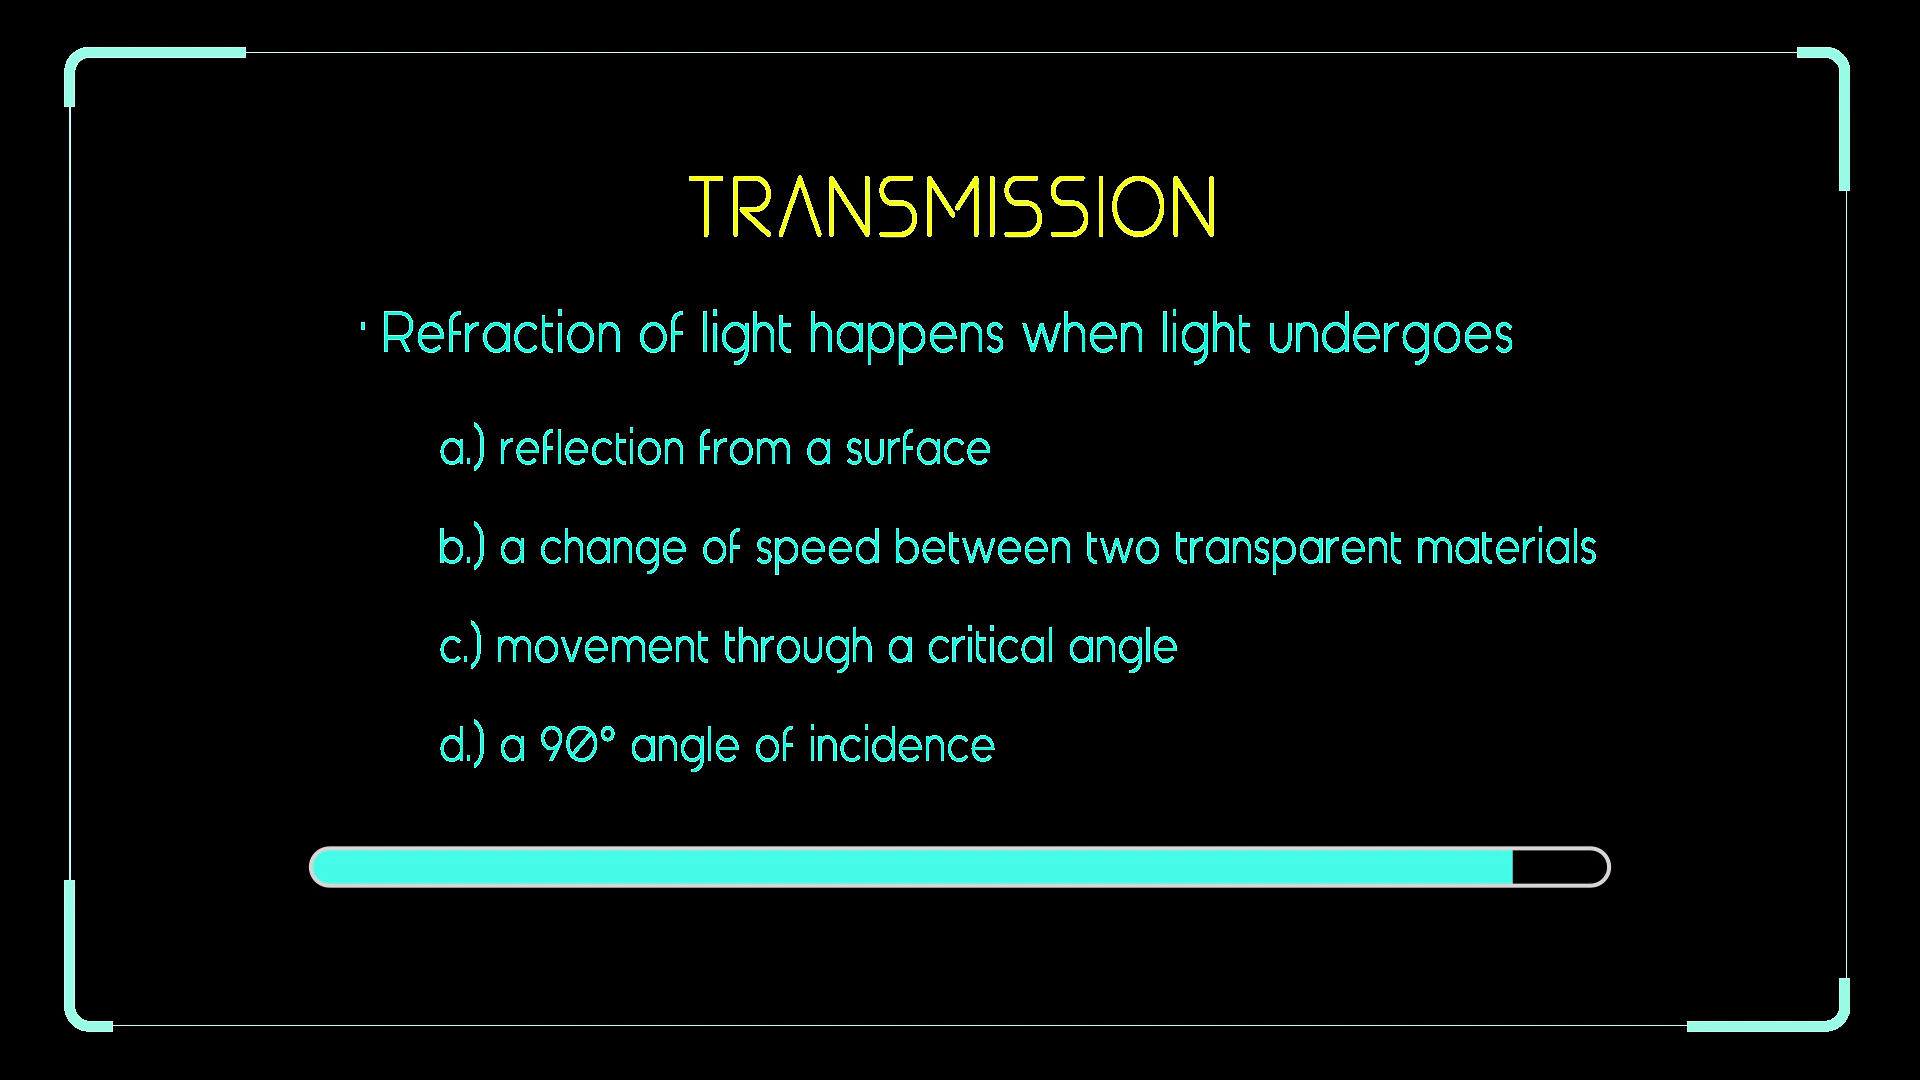 TRANSMISSION
· Refraction of light happens when light undergoes
a.) reflection from a surface
b.) a change of speed between two transparent materials
c.) movement through a critical angle
d.) a 90° angle of incidence